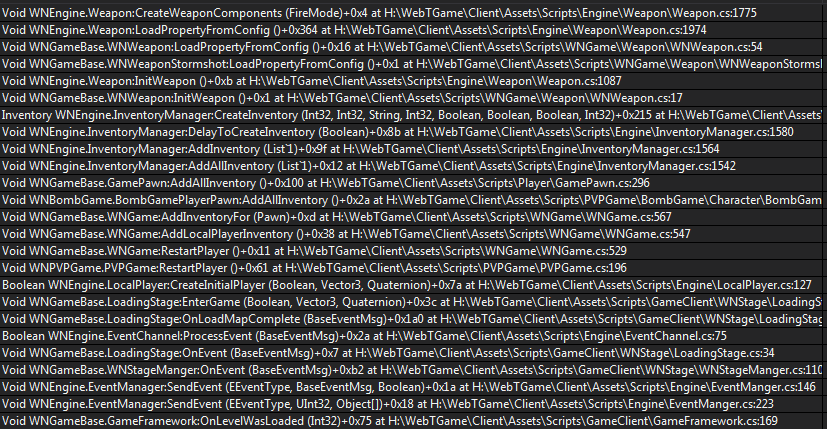 Void WNEngine.Weapon:CreateWeaponComponents (FireMode)+0x4 at H:\WebTGame\Client\Assets\Scripts\Engine\Weapon\Weapon.cs:1775
Void WNEngine.Weapon:LoadPropertyFromConfig ()+0x364 at H:\WebTGame\Client\Assets\Scripts\Engine\Weapon\Weapon.cs:1974
Void WNGameBase.WNWeapon:LoadPropertyFromConfig ()+0x16 at H:\WebTGame\Client\Assets\Scripts\WNGame\Weapon\WNWeapon.cs:54
Void WNGameBase.WNWeaponStormshot:LoadPropertyFromConfig ()+0x1 at H:\WebTGame\Client\Assets\Scripts\WNGame\Weapon\WNWeaponStormsh
Void WNEngine.Weapon:InitWeapon ()+0xb at H:\WebTGame\Client\Assets\Scripts\Engine\Weapon\Weapon.cs:1087
Void WNGameBase.WNWeapon:InitWeapon ()+0x1 at H:\WebTGame\Client\Assets\Scripts\WNGame\Weapon\WNWeapon.cs:17
Inventory WNEngine.InventoryManager:CreateInventory (Int32, Int32, String, Int32, Boolean, Boolean, Boolean, Int32)+0x215 at H:\WebTGame\Client\Assets\
Void WNEngine.InventoryManager:DelayToCreateInventory (Boolean)+0x8b at H:\WebTGame\Client\Assets\Scripts\Engine\InventoryManager.cs:1580
Void WNEngine.InventoryManager:AddInventory (List`1)+0x9f at H:\WebTGame\Client\Assets\Scripts\Engine\InventoryManager.cs:1564
Void WNEngine.InventoryManager:AddAllInventory (List`1)+0x12 at H:\WebTGame\Client\Assets\Scripts\Engine\InventoryManager.cs:1542
Void WNGameBase.GamePawn:AddAllInventory ()+0x100 at H:\WebTGame\Client\Assets\Scripts\Player\GamePawn.cs:296
Void WNBombGame.BombGamePlayerPawn:AddAllInventory ()+0x2a at H:\WebTGame\Client\Assets\Scripts\PVPGame\BombGame\Character\BombGam
Void WNGameBase.WNGame:AddInventoryFor (Pawn)+0xd at H:\WebTGame\Client\Assets\Scripts\WNGame\WNGame.cs:567
Void WNGameBase.WNGame:AddLocalPlayerInventory ()+0x38 at H:\WebTGame\Client\Assets\Scripts\WNGame\WNGame.cs:547
Void WNGameBase.WNGame:RestartPlayer ()+0x11 at H:\WebTGame\Client\Assets\Scripts\WNGame\WNGame.cs:529
Void WNPVPGame.PVPGame:RestartPlayer ()+0x61 at H:\WebTGame\Client\Assets\Scripts\PVPGame\PVPGame.cs:196
Boolean WNEngine.LocalPlayer:CreateInitialPlayer (Boolean, Vector3, Quaternion)+0x7a at H:\WebTGame\Client\Assets\Scripts\Engine\LocalPlayer.cs:127
Void WNGameBase.LoadingStage:EnterGame (Boolean, Vector3, Quaternion)+0x3c at H:\WebTGame\Client\Assets\Scripts\GameClient\WNStage\LoadingSt
Void WNGameBase.LoadingStage:OnLoadMapComplete (BaseEventMsg)+0x1a0 at H:\WebTGame\Client\Assets\Scripts\GameClient\WNStage\LoadingStag
Boolean WNEngine.EventChannel:ProcessEvent (BaseEventMsg)+0x2a at H:\WebTGame\Client\Assets\Scripts\Engine\EventChannel.cs:75
Void WNGameBase.LoadingStage:OnEvent (BaseEventMsg)+0x7 at H:\WebTGame\Client\Assets\Scripts\GameClient\WNStage\LoadingStage.cs:34
Void WNGameBase.WNStageManger:OnEvent (BaseEventMsg)+0xb2 at H:\WebTGame\Client\Assets\Scripts\GameClient\WNStage\WNStageManger.cs:110
Void WNEngine.EventManager:SendEvent (EEventType, BaseEventMsg, Boolean)+0x1a at H:\WebTGame\Client\Assets\Scripts\Engine\EventManger.cs:146
Void WNEngine.EventManager:SendEvent (EEventType, UInt32, Object[])+0x18 at H:\WebTGame\Client\Assets\Scripts\Engine\EventManger.cs:223
Void WNGameBase.GameFramework:OnLevelWasLoaded (Int32)+0x75 at H:\WebTGame\Client\Assets\Scripts\GameClient\GameFramework.cs:169